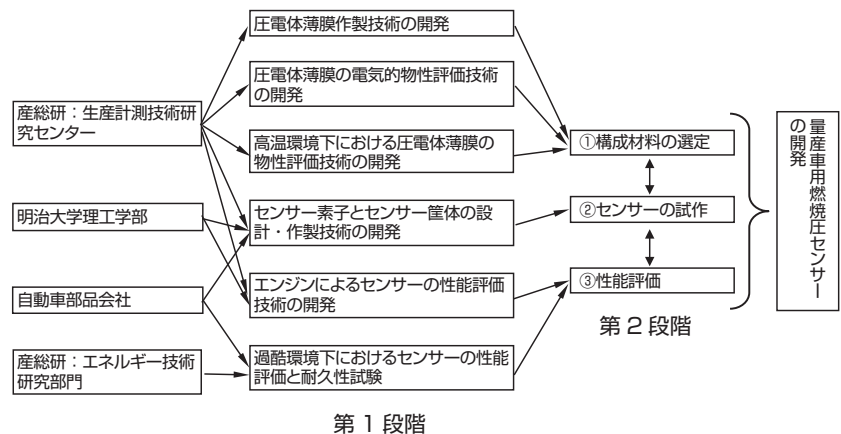 産総研：生産計測技術研
究センター
明治大学理工学部
自動車部品会社
産総研：エネルギー技術
研究部門
圧電体薄膜作製技術の開発
圧電体薄膜の電気的物性評価技術
の開発
高温環境下における圧電体薄膜の
物性評価技術の開発
センサー素子とセンサー筐体の設
計・作製技術の開発
エンジンによるセンサーの性能評価
技術の開発
過酷環境下におけるセンサーの性能
評価と耐久性試験
第1段階
①構成材料の選定
②センサーの試作
③性能評価
第2段階
量産車用燃焼圧センサー
の開発